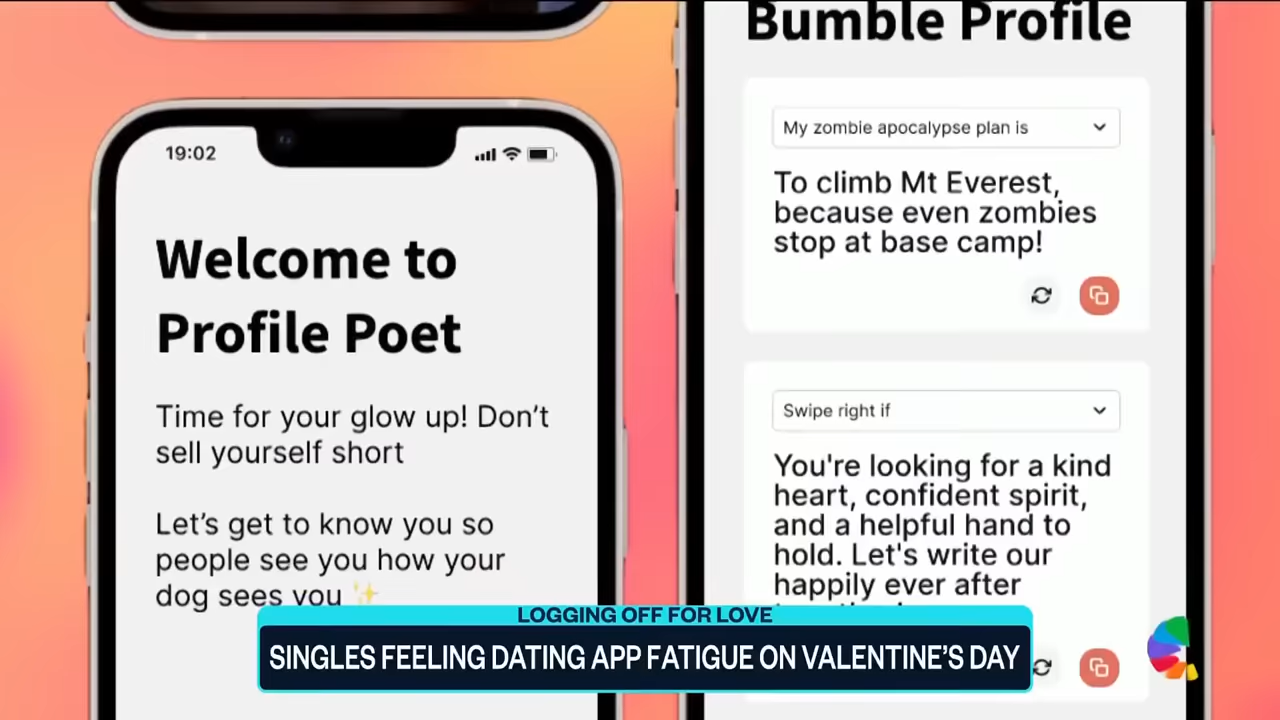 19:02
Welcome to
Profile Poet
Time for your glow up! Don't
sell yourself short
Let's get to know you so
people see you how your
dog sees you ✨
Bumble Profile
My zombie apocalypse plan is
To climb Mt Everest,
because even zombies
stop at base camp!
Swipe right if
You're looking for a kind
heart, confident spirit,
and a helpful hand to
hold. Let's write our
happily ever after
LOGGING OFF FOR LOVE
SINGLES FEELING DATING APP FATIGUE ON VALENTINE'S DAY